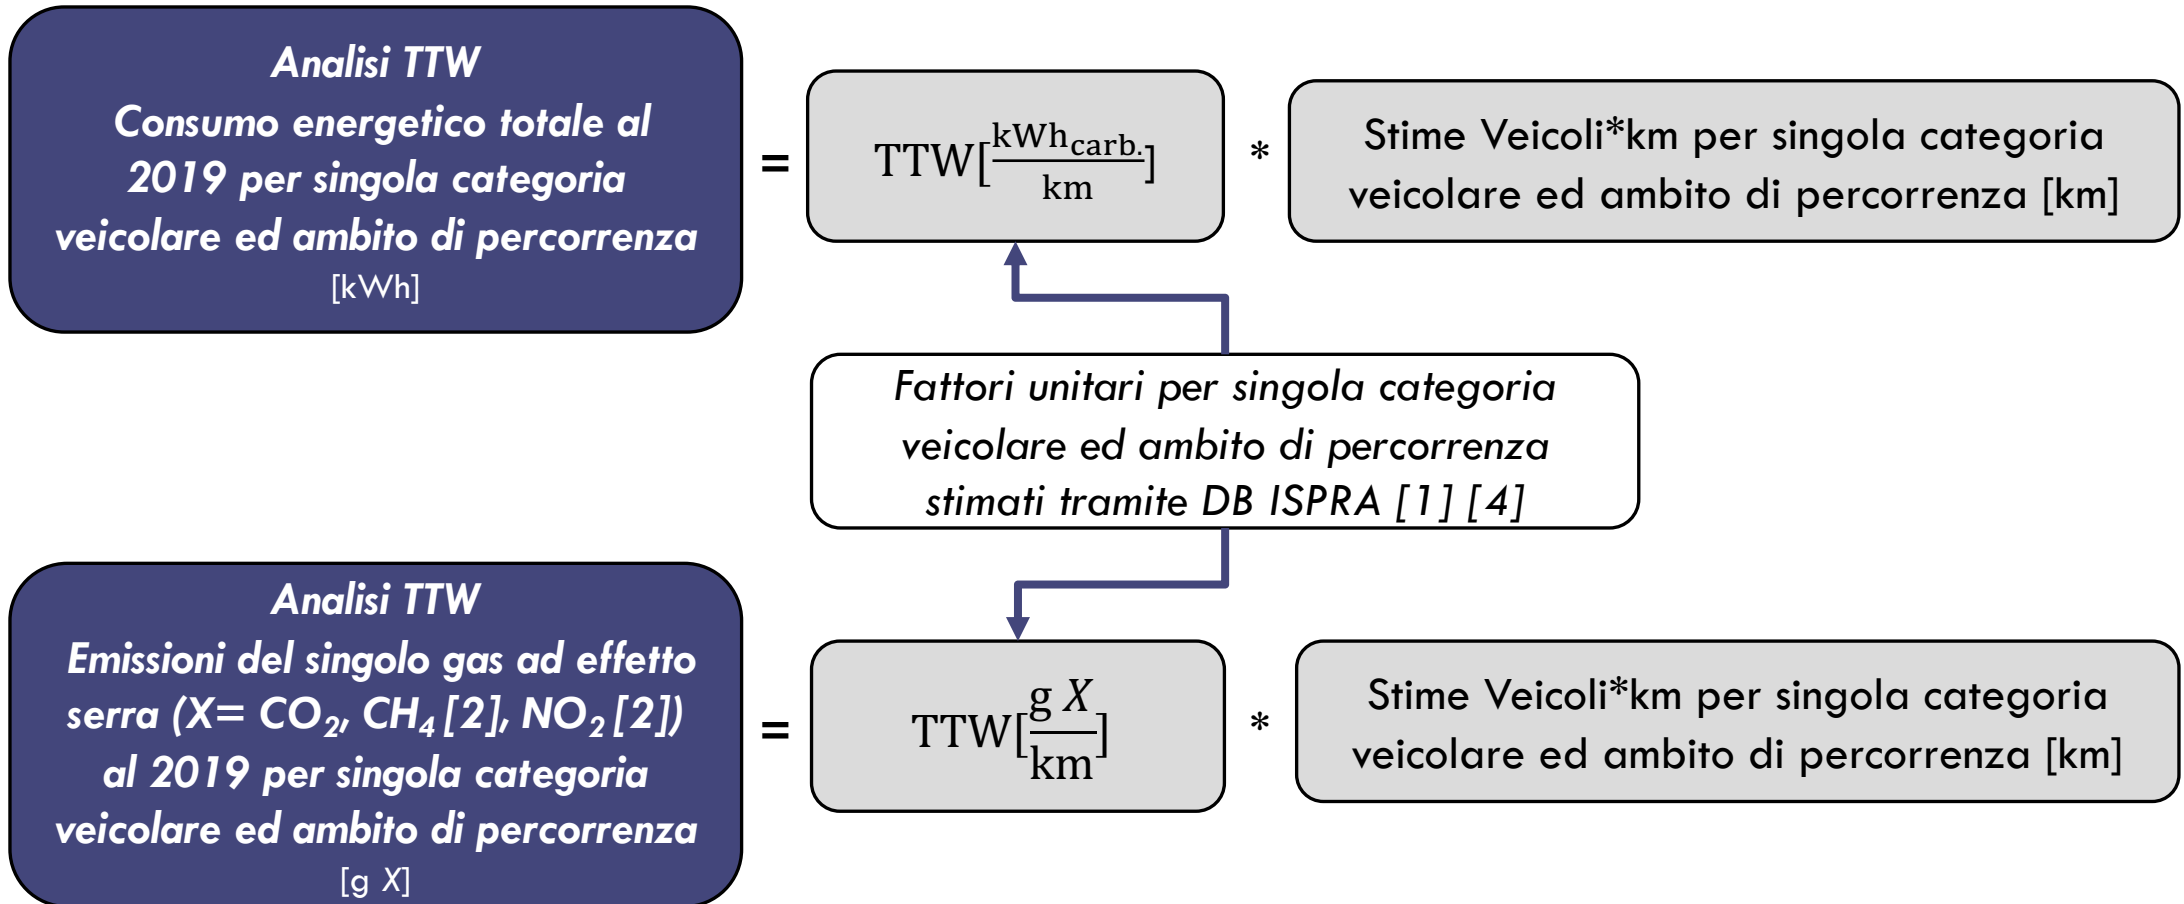 Analisi TTW
Consumo energetico totale al
2019 per singola categoria
veicolare ed ambito di percorrenza
[kWh]
=
TTW[kWh_carb./km]
*
Stime Veicoli*km per singola categoria
veicolare ed ambito di percorrenza [km]
Fattori unitari per singola categoria
veicolare ed ambito di percorrenza
stimati tramite DB ISPRA [1] [4]
Analisi TTW
Emissioni del singolo gas ad effetto
serra (X= CO₂, CH₄ [2], NO₂ [2])
al 2019 per singola categoria
veicolare ed ambito di percorrenza
[g X]
=
TTW[g X/km]
*
Stime Veicoli*km per singola categoria
veicolare ed ambito di percorrenza [km]